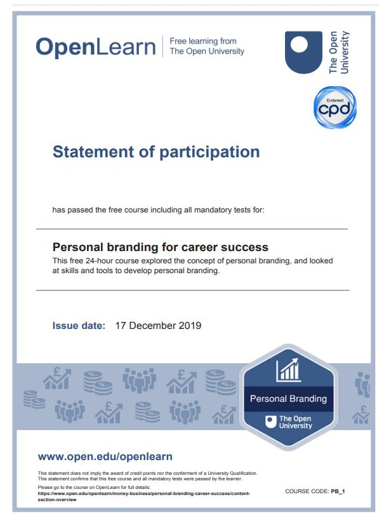 OpenLearn
Free learning from
The Open University
The Open
University
Endorsed
cpd
Statement of participation
has passed the free course including all mandatory tests for:
Personal branding for career success
This free 24-hour course explored the concept of personal branding, and looked
at skills and tools to develop personal branding.
Issue date: 17 December 2019
£ £ £
Personal Branding
The Open
University
www.open.edu/openlearn
This statement does not imply the award of credit points nor the conferment of a University Qualification.
This statement confirms that this free course and all mandatory tests were passed by the learner.
Please go to the course on OpenLearn for full details:
https://www.open.edu/openlearn/money-business/personal-branding-career-success/content-
section-overview
COURSE CODE: PB_1